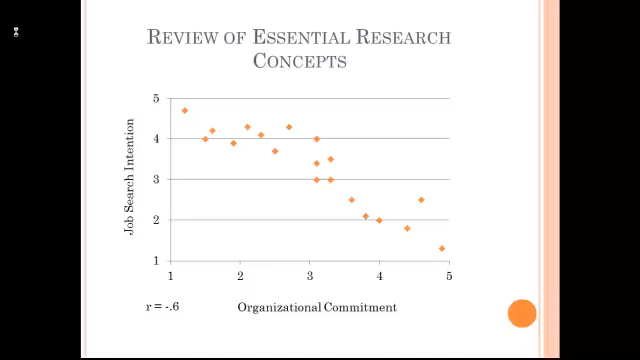 REVIEW OF ESSENTIAL RESEARCH
CONCEPTS
5
4
3
2
1
Job Search Intention
1 2 3 4 5
r = -.6
Organizational Commitment